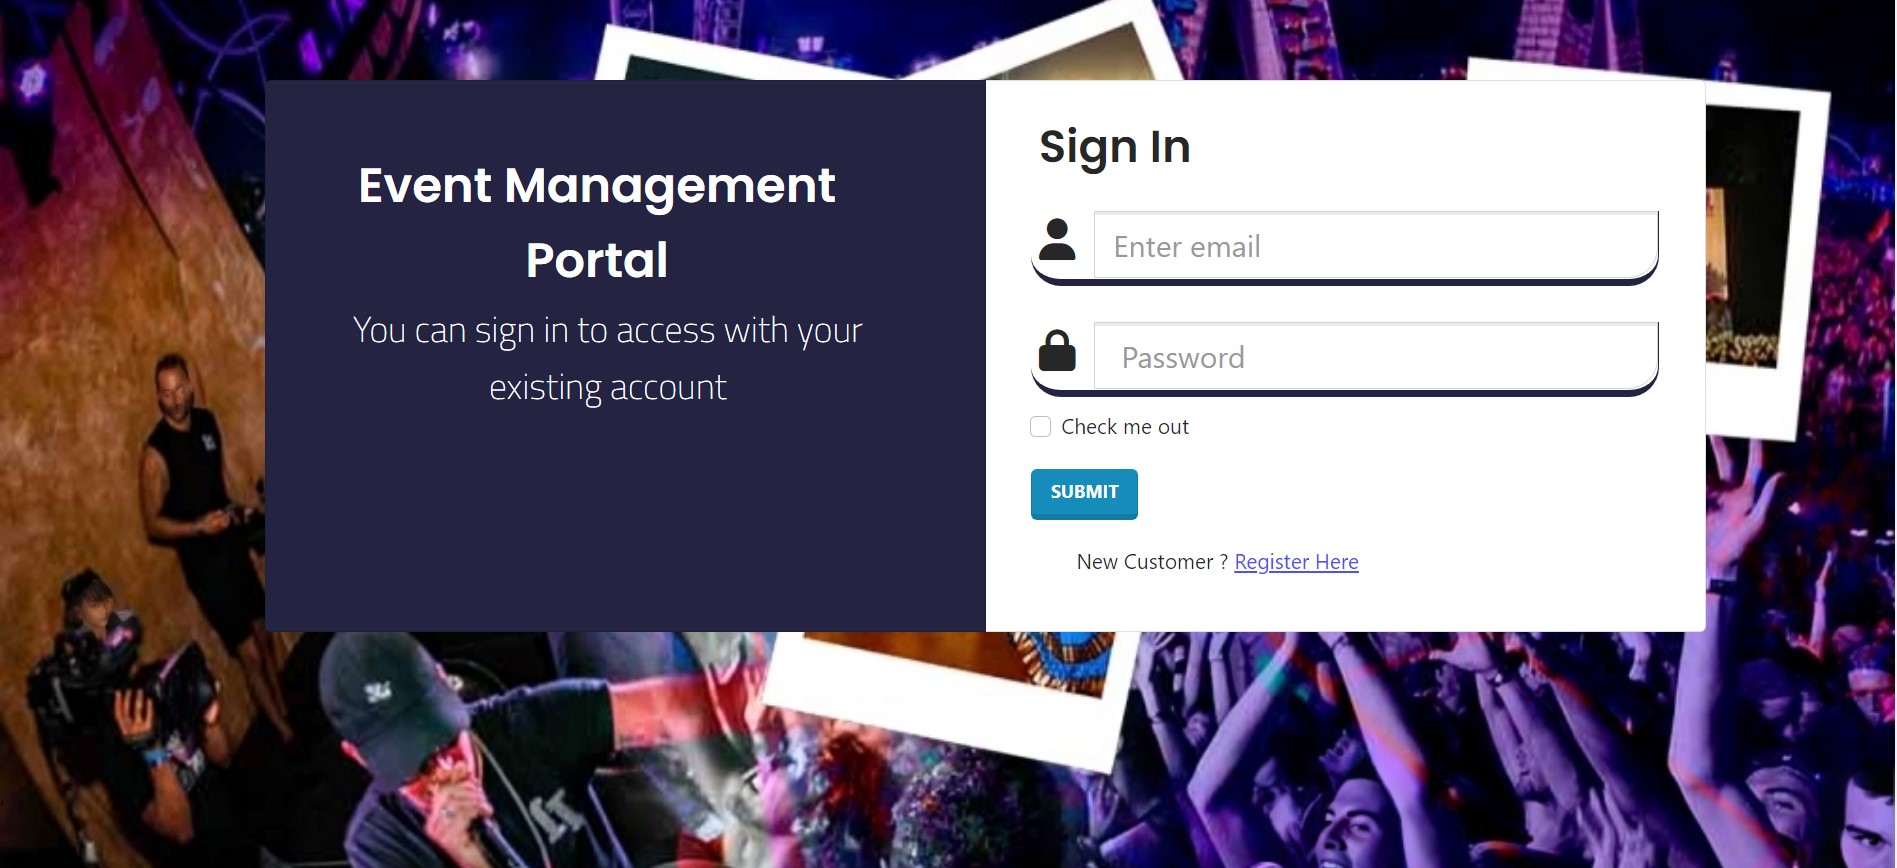 Event Management
Portal
You can sign in to access with your
existing account
Sign In
Enter email
Password
Check me out
SUBMIT
New Customer ? Register Here